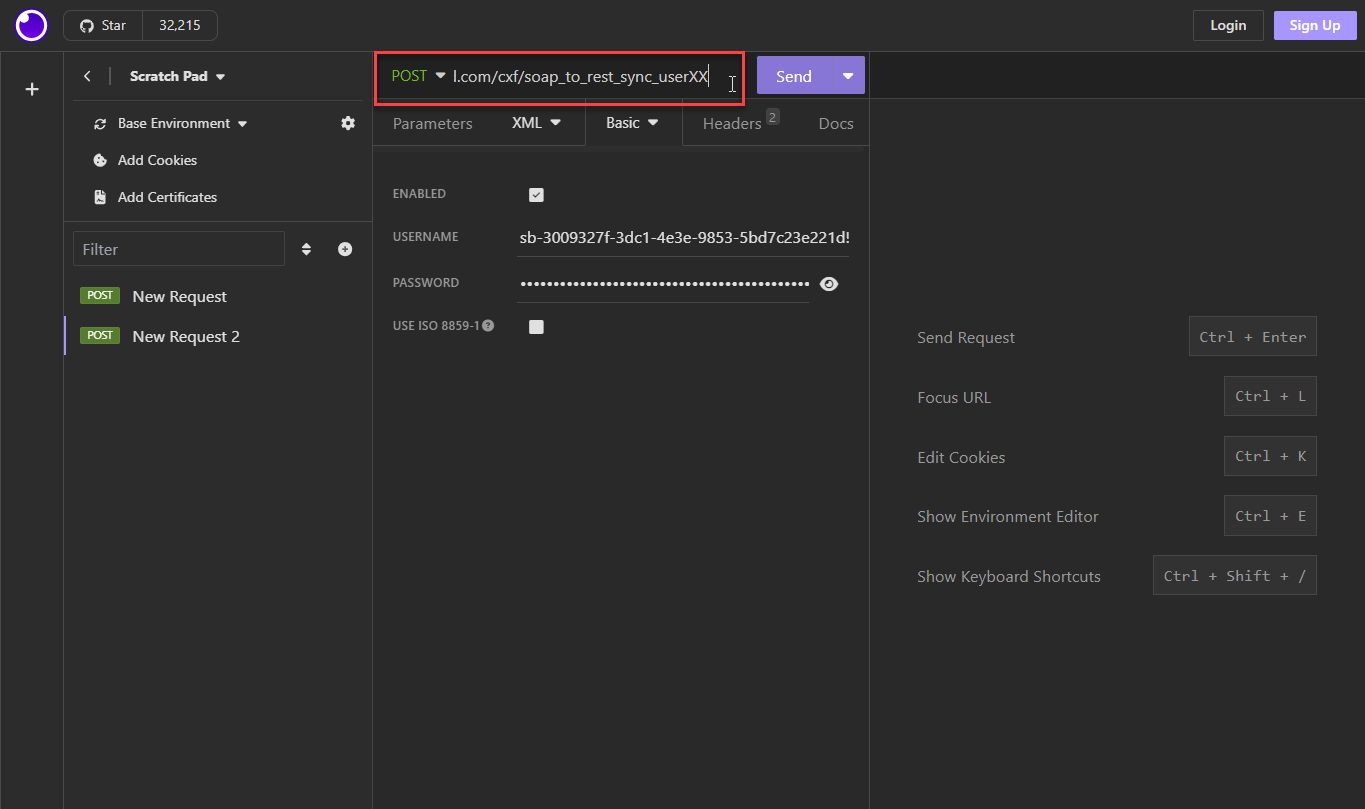 Star 32,215
Login
Sign Up
Scratch Pad
POST l.com/cxf/soap_to_rest_sync_userXX
Send
Base Environment
Add Cookies
Add Certificates
Parameters
XML
Basic
Headers 2
Docs
Filter
POST New Request
POST New Request 2
ENABLED
USERNAME sb-3009327f-3dc1-4e3e-9853-5bd7c23e221d!
PASSWORD ••••••••••••••••••••••••••••••••••••••••••••
USE ISO 8859-1
Send Request Ctrl + Enter
Focus URL Ctrl + L
Edit Cookies Ctrl + K
Show Environment Editor Ctrl + E
Show Keyboard Shortcuts Ctrl + Shift + /